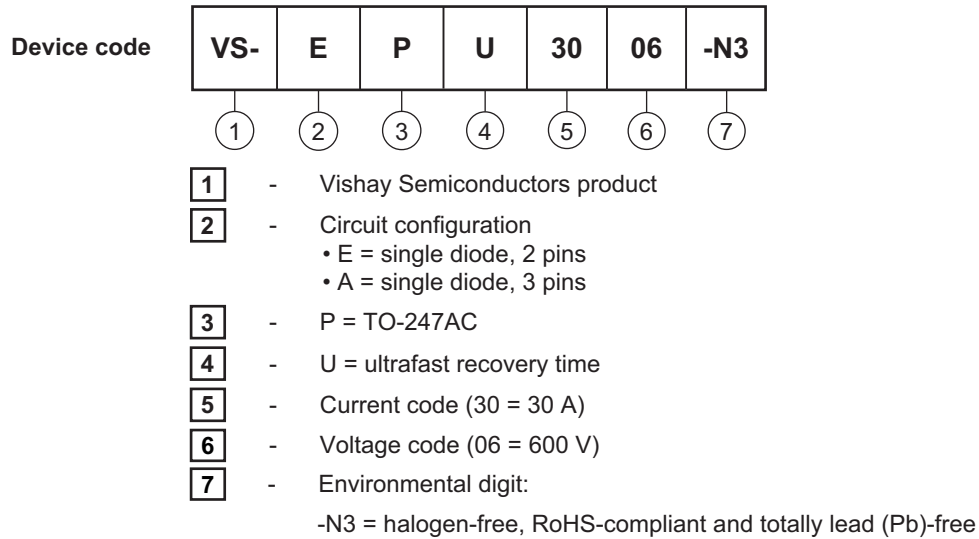 Device code VS- E P U 30 06 -N3
1 2 3 4 5 6 7
1 - Vishay Semiconductors product
2 - Circuit configuration
• E = single diode, 2 pins
• A = single diode, 3 pins
3 - P = TO-247AC
4 - U = ultrafast recovery time
5 - Current code (30 = 30 A)
6 - Voltage code (06 = 600 V)
7 - Environmental digit:
-N3 = halogen-free, RoHS-compliant and totally lead (Pb)-free